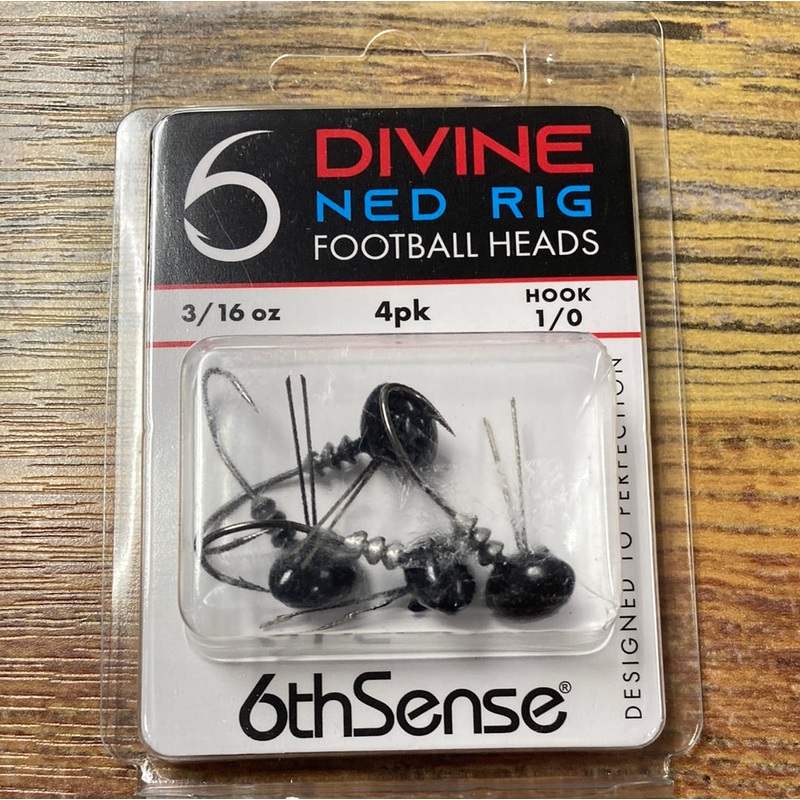 6
DIVINE
NED RIG
FOOTBALL HEADS
3/16 oz
4pk
HOOK
1/0
DESIGNED TO PERFECTION
6thSense®